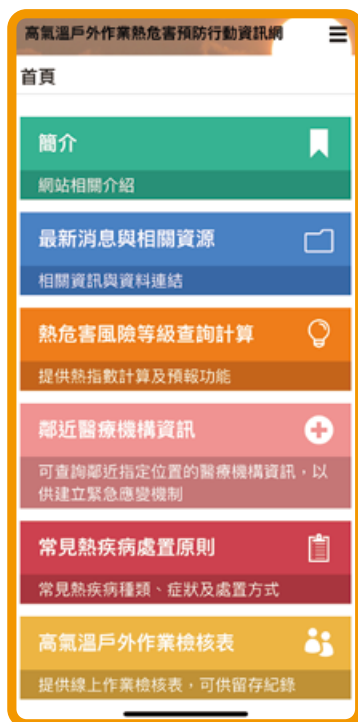 高氣溫戶外作業熱危害預防行動資訊網
首頁
簡介
網站相關介紹
最新消息與相關資源
相關資訊與資料連結
熱危害風險等級查詢計算
提供熱指數計算及預報功能
鄰近醫療機構資訊
可查詢鄰近指定位置的醫療機構資訊，以
供建立緊急應變機制
常見熱疾病處置原則
常見熱疾病種類、症狀及處置方式
高氣溫戶外作業檢核表
提供線上作業檢核表，可供留存紀錄